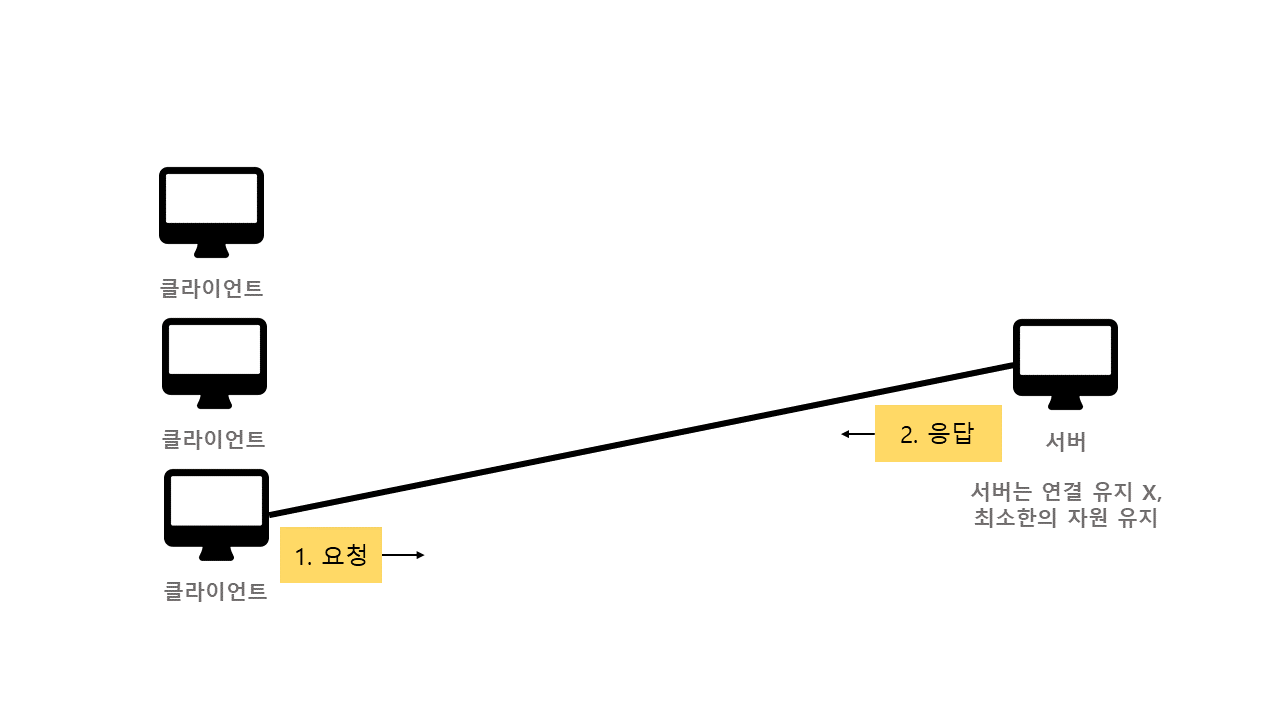 클라이언트
클라이언트
2. 응답
서버
서버는 연결 유지 X,
최소한의 자원 유지
1. 요청
클라이언트